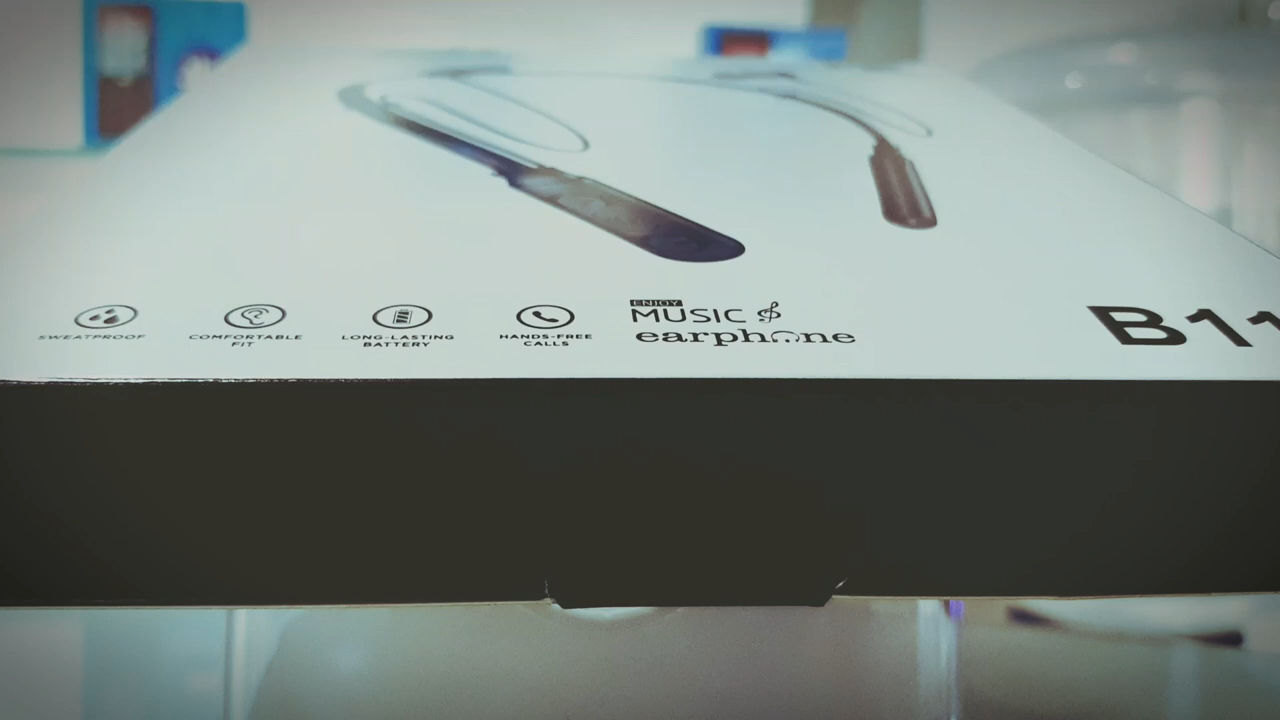 SWEATPROOF
COMFORTABLE
FIT
LONG-LASTING
BATTERY
HANDS-FREE
CALLS
ENJOY
MUSIC
earphone
B11